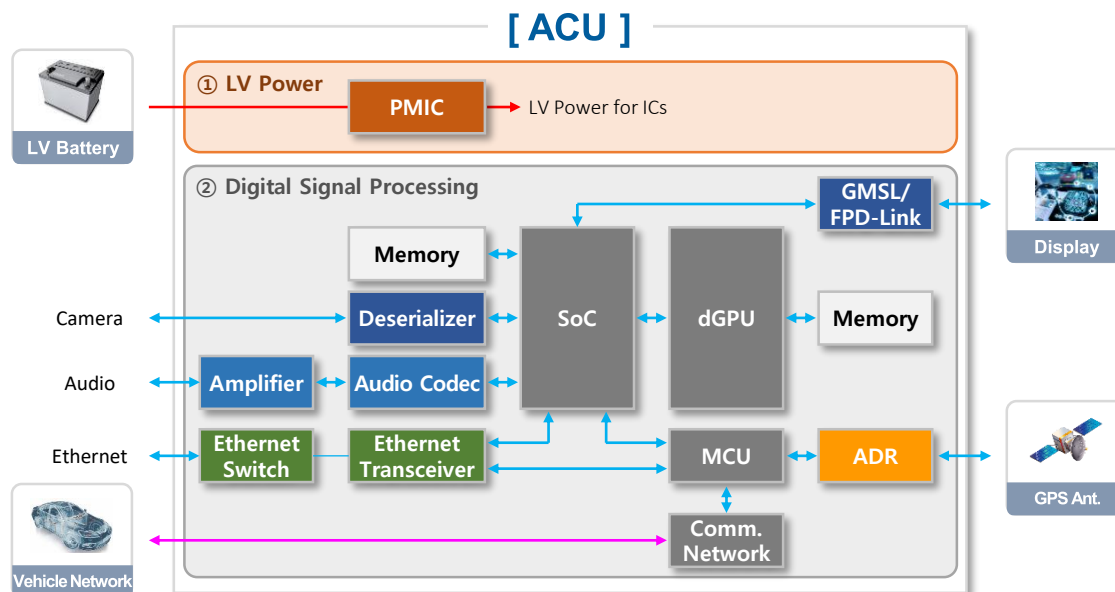 [ ACU ]
① LV Power
PMIC
LV Power for ICs
LV Battery
② Digital Signal Processing
GMSL/
FPD-Link
Display
Memory
SoC
dGPU
Memory
Camera
Deserializer
Audio
Amplifier
Audio Codec
Ethernet
Ethernet
Switch
Ethernet
Transceiver
MCU
ADR
GPS Ant.
Comm.
Network
Vehicle Network